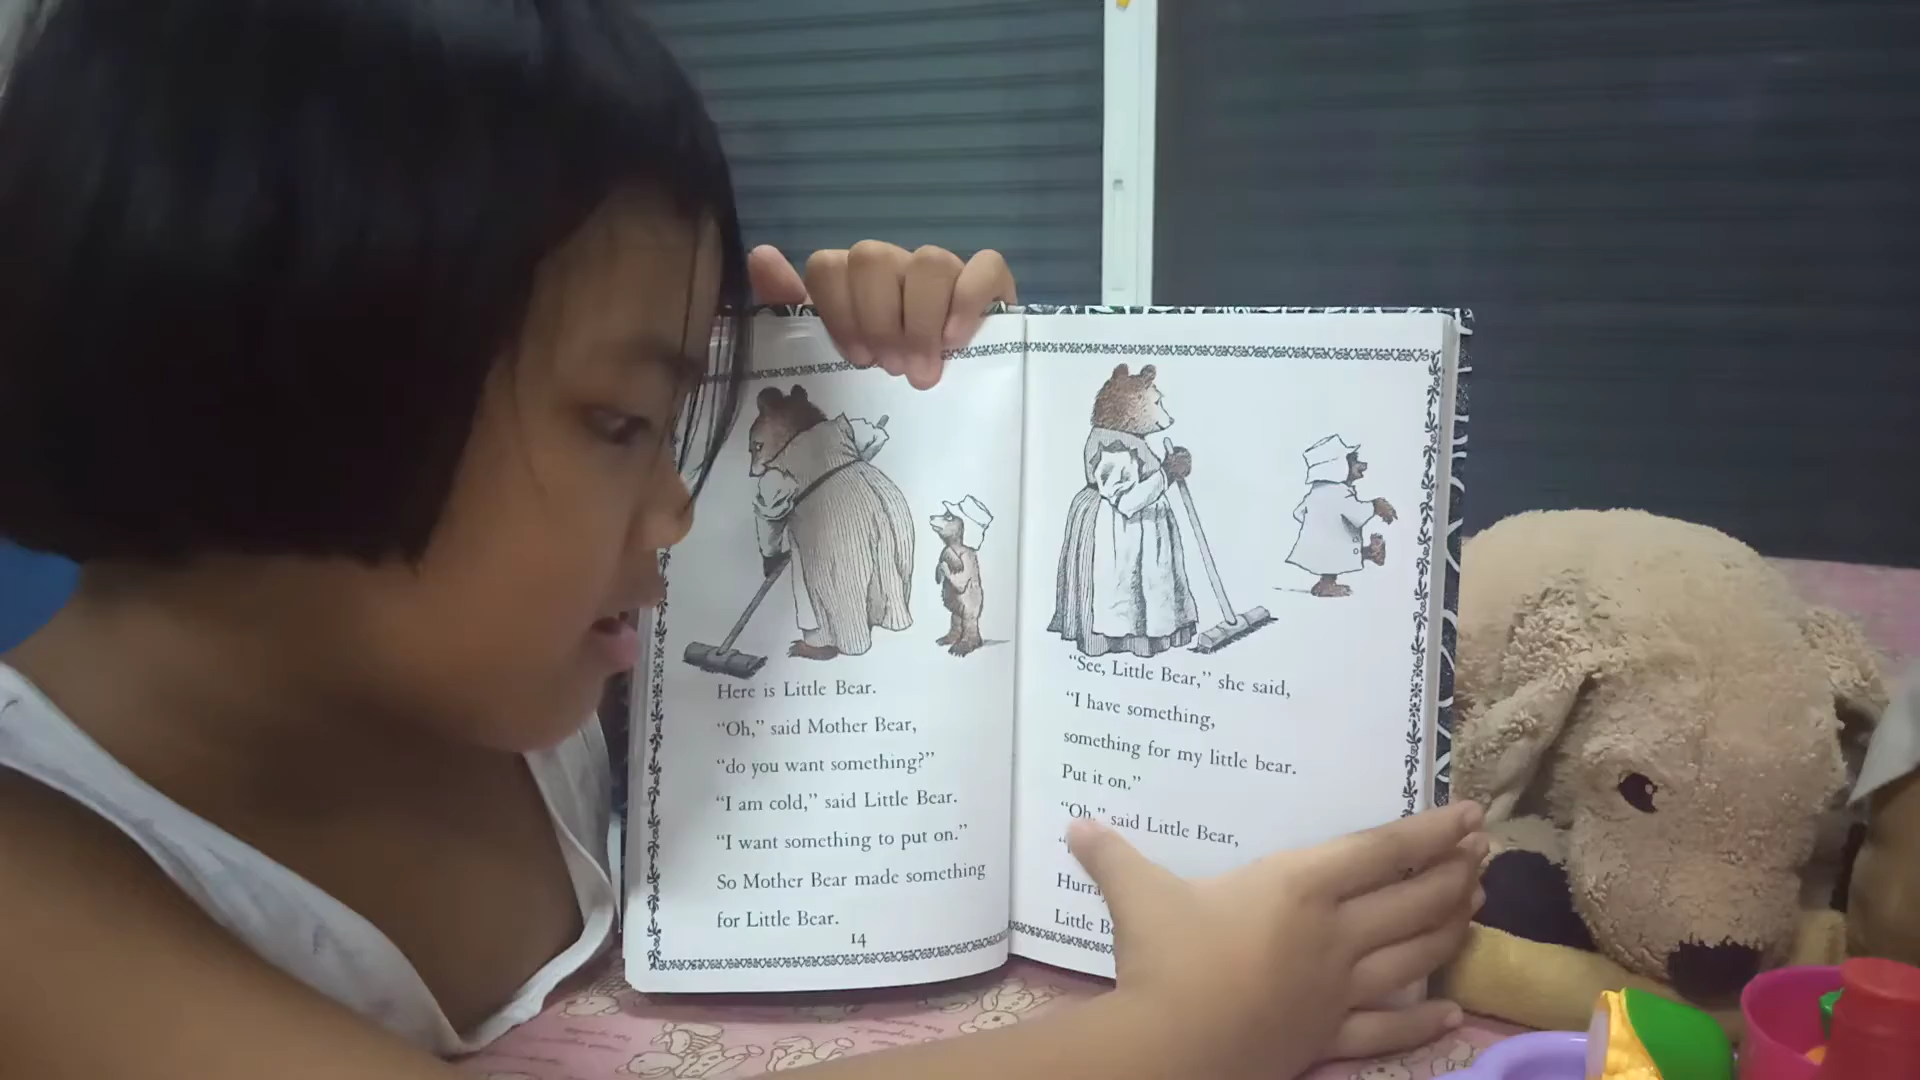 Here is Little Bear.
“Oh,” said Mother Bear,
“do you want something?”
“I am cold,” said Little Bear.
“I want something to put on.”
So Mother Bear made something
for Little Bear.
14
“See, Little Bear,” she said,
“I have something,
something for my little bear.
Put it on.”
“Oh,” said Little Bear,
Little